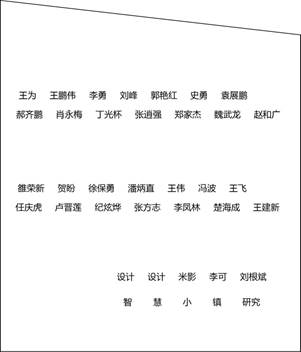 王为 王鹏伟 李勇 刘峰 郭艳红 史勇 袁展鹏
郝齐鹏 肖永梅 丁光杯 张逍强 郑家杰 魏武龙 赵和广
雒荣新 贺盼 徐保勇 潘炳直 王伟 冯波 王飞
任庆虎 卢晋莲 纪炫烨 张方志 李凤林 楚海成 王建新
设计 设计 米影 李可 刘根斌
智 慧 小 镇 研究